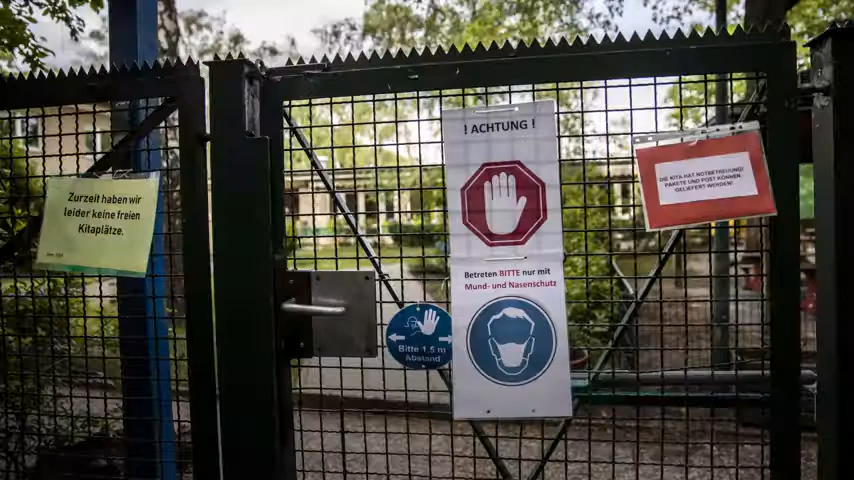 Zurzeit haben wir
leider keine freien
Kitaplätze.
! ACHTUNG !
Betreten BITTE nur mit
Mund- und Nasenschutz
Bitte 1,5 m
Abstand
DIE KITA HAT NOTBETREUUNG!
PAKETE UND POST KÖNNEN
GELIEFERT WERDEN!